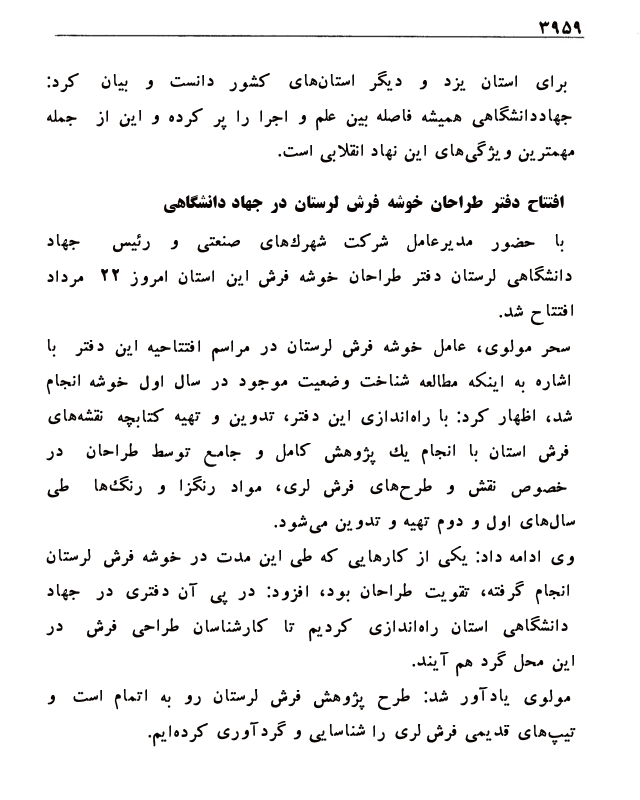 ۳۹۵۹
برای استان یزد و دیگر استان‌های کشور دانست و بیان کرد:
جهاددانشگاهی همیشه فاصله بین علم و اجرا را پر کرده و این از جمله
مهمترین ویژگی‌های این نهاد انقلابی است.
افتتاح دفتر طراحان خوشه فرش لرستان در جهاد دانشگاهی
با حضور مدیرعامل شرکت شهرک‌های صنعتی و رئیس جهاد
دانشگاهی لرستان دفتر طراحان خوشه فرش این استان امروز ۲۲ مرداد
افتتاح شد.
سحر مولوی، عامل خوشه فرش لرستان در مراسم افتتاحیه این دفتر با
اشاره به اینکه مطالعه شناخت وضعیت موجود در سال اول خوشه انجام
شد، اظهار کرد: با راه‌اندازی این دفتر، تدوین و تهیه کتابچه نقشه‌های
فرش استان با انجام یك پژوهش کامل و جامع توسط طراحان در
خصوص نقش و طرح‌های فرش لری، مواد رنگزا و رنگ‌ها طی
سال‌های اول و دوم تهیه و تدوین می‌شود.
وی ادامه داد: یکی از کارهایی که طی این مدت در خوشه فرش لرستان
انجام گرفته، تقویت طراحان بود، افزود: در پی آن دفتری در جهاد
دانشگاهی استان راه‌اندازی کردیم تا کارشناسان طراحی فرش در
این محل گرد هم آیند.
مولوی یادآور شد: طرح پژوهش فرش لرستان رو به اتمام است و
تیپ‌های قدیمی فرش لری را شناسایی و گردآوری کرده‌ایم.